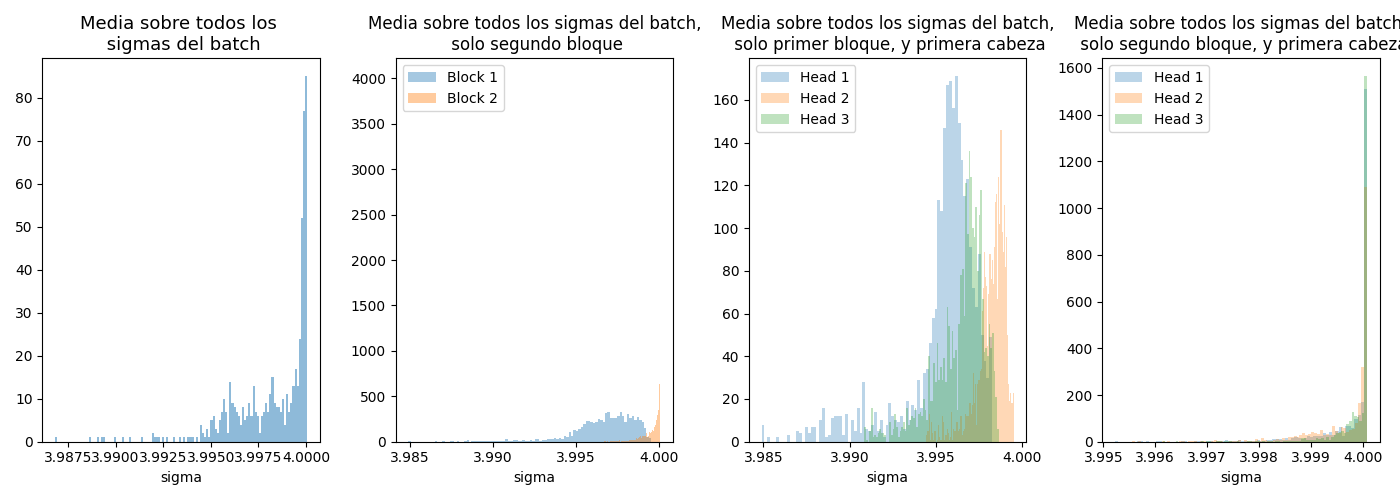 Media sobre todos los
sigmas del batch
0
10
20
30
40
50
60
70
80
3.9875
3.9900
3.9925
3.9950
3.9975
4.0000
sigma
Media sobre todos los sigmas del batch,
solo segundo bloque
Block 1
Block 2
0
500
1000
1500
2000
2500
3000
3500
4000
3.985
3.990
3.995
4.000
sigma
Media sobre todos los sigmas del batch,
solo primer bloque, y primera cabeza
Head 1
Head 2
Head 3
0
20
40
60
80
100
120
140
160
3.985
3.990
3.995
4.000
sigma
Media sobre todos los sigmas del batch
solo segundo bloque, y primera cabeza
Head 1
Head 2
Head 3
0
200
400
600
800
1000
1200
1400
1600
3.995
3.996
3.997
3.998
3.999
4.000
sigma